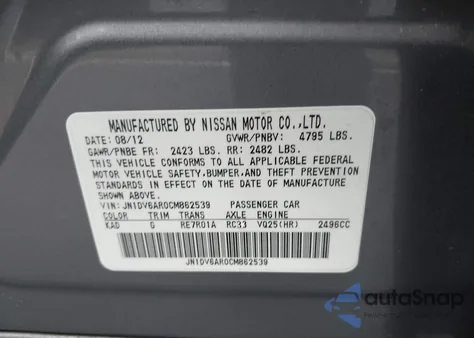 MANUFACTURED BY NISSAN MOTOR CO.,LTD.
DATE: 08/12 GVWR/PNBV: 4795 LBS.
GAWR/PNBE FR: 2423 LBS. RR: 2482 LBS.
THIS VEHICLE CONFORMS TO ALL APPLICABLE FEDERAL
MOTOR VEHICLE SAFETY,BUMPER,AND THEFT PREVENTION
STANDARDS IN EFFECT ON THE DATE OF MANUFACTURE
SHOWN ABOVE.
VIN: JN1DV6AR0CM862539 PASSENGER CAR
COLOR TRIM TRANS AXLE ENGINE
KAD G RE7R01A RC33 VQ25(HR) 2496CC
JN1DV6AR0CM862539
autoSnap